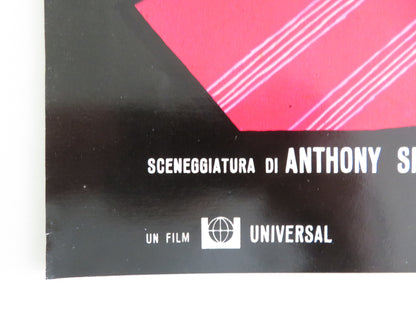 SCENEGGIATURA DI ANTHONY
UN FILM UNIVERSAL